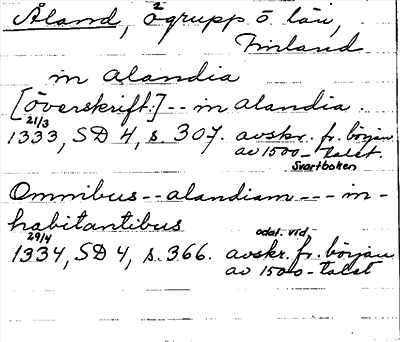 Åland, ögrupp o. län,
2
Finland
in alandia
[Överskrift:] -- in alandia.
21/3
1333, SD 4, s. 307. avskr. fr. början
av 1500-talet.
Svartboken
Omnibus -- alandiam --- in-
habitantibus
29/4 odat. vid.
1334, SD 4, s. 366. avskr. fr. början
av 1500-talet